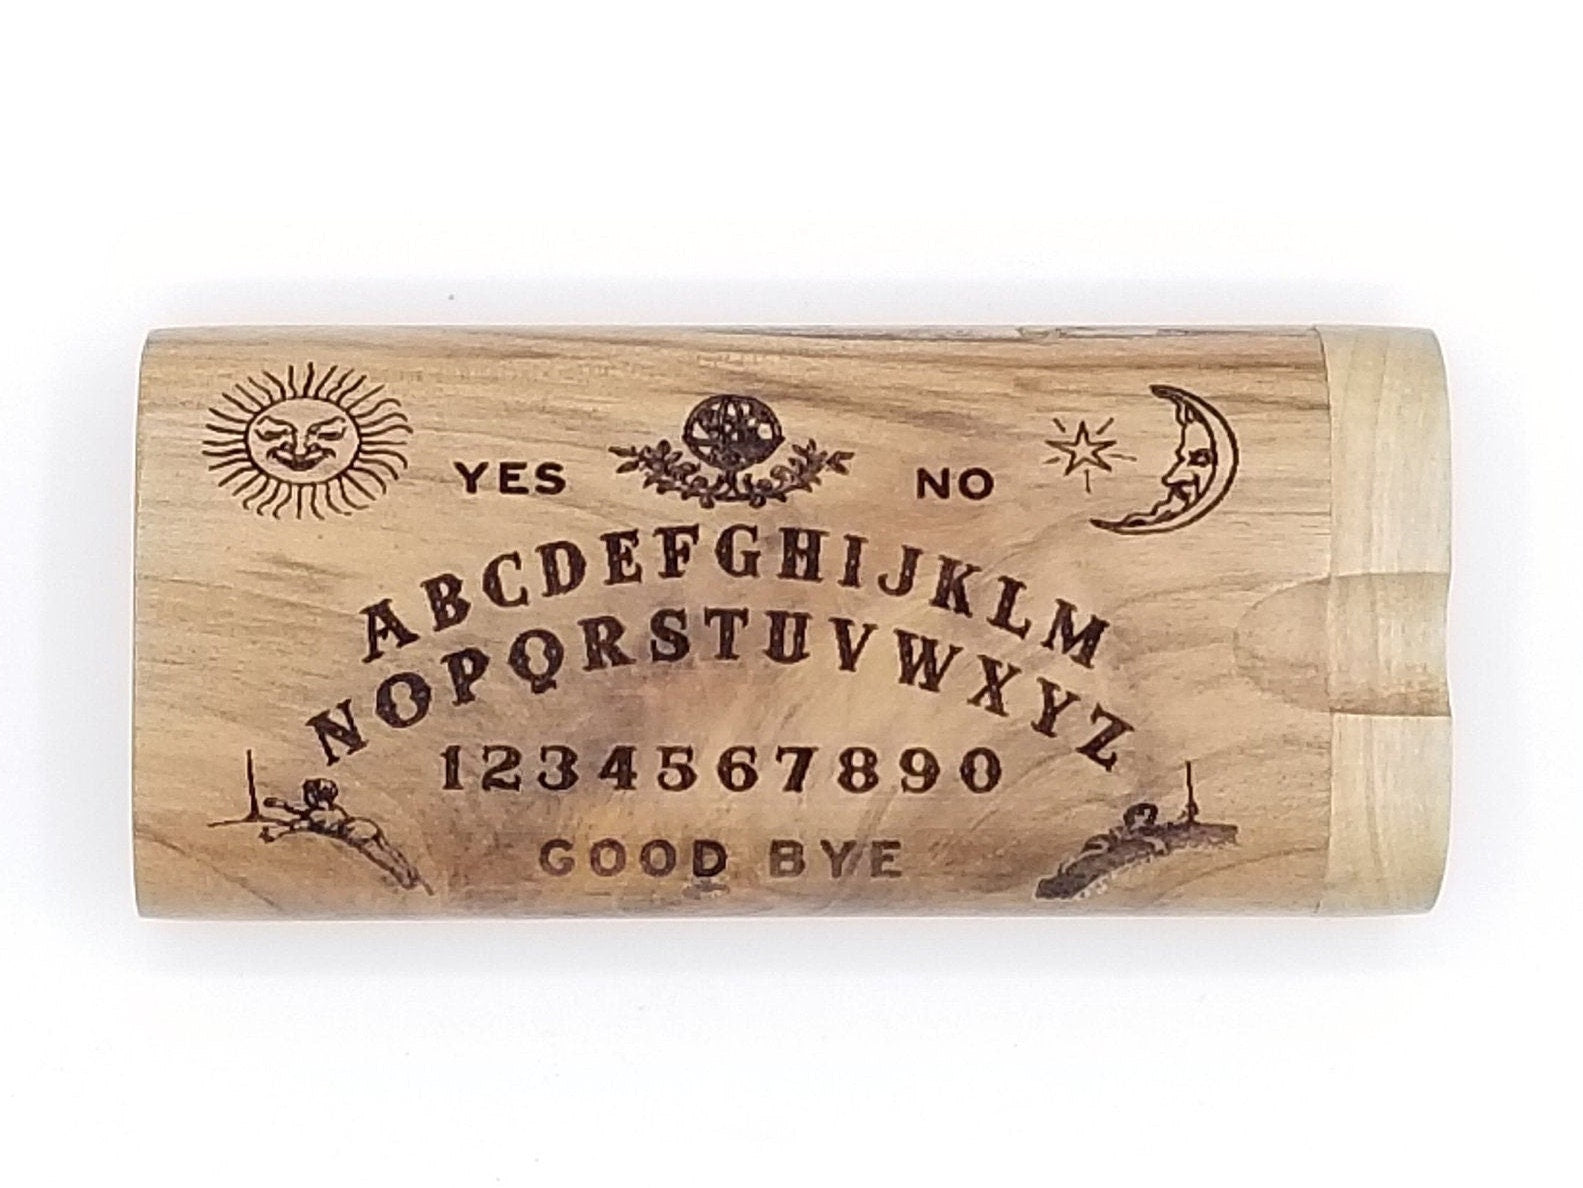 YES NO
ABCDEFGHIJKLM
NOPQRSTUVWXYZ
1234567890
GOOD BYE